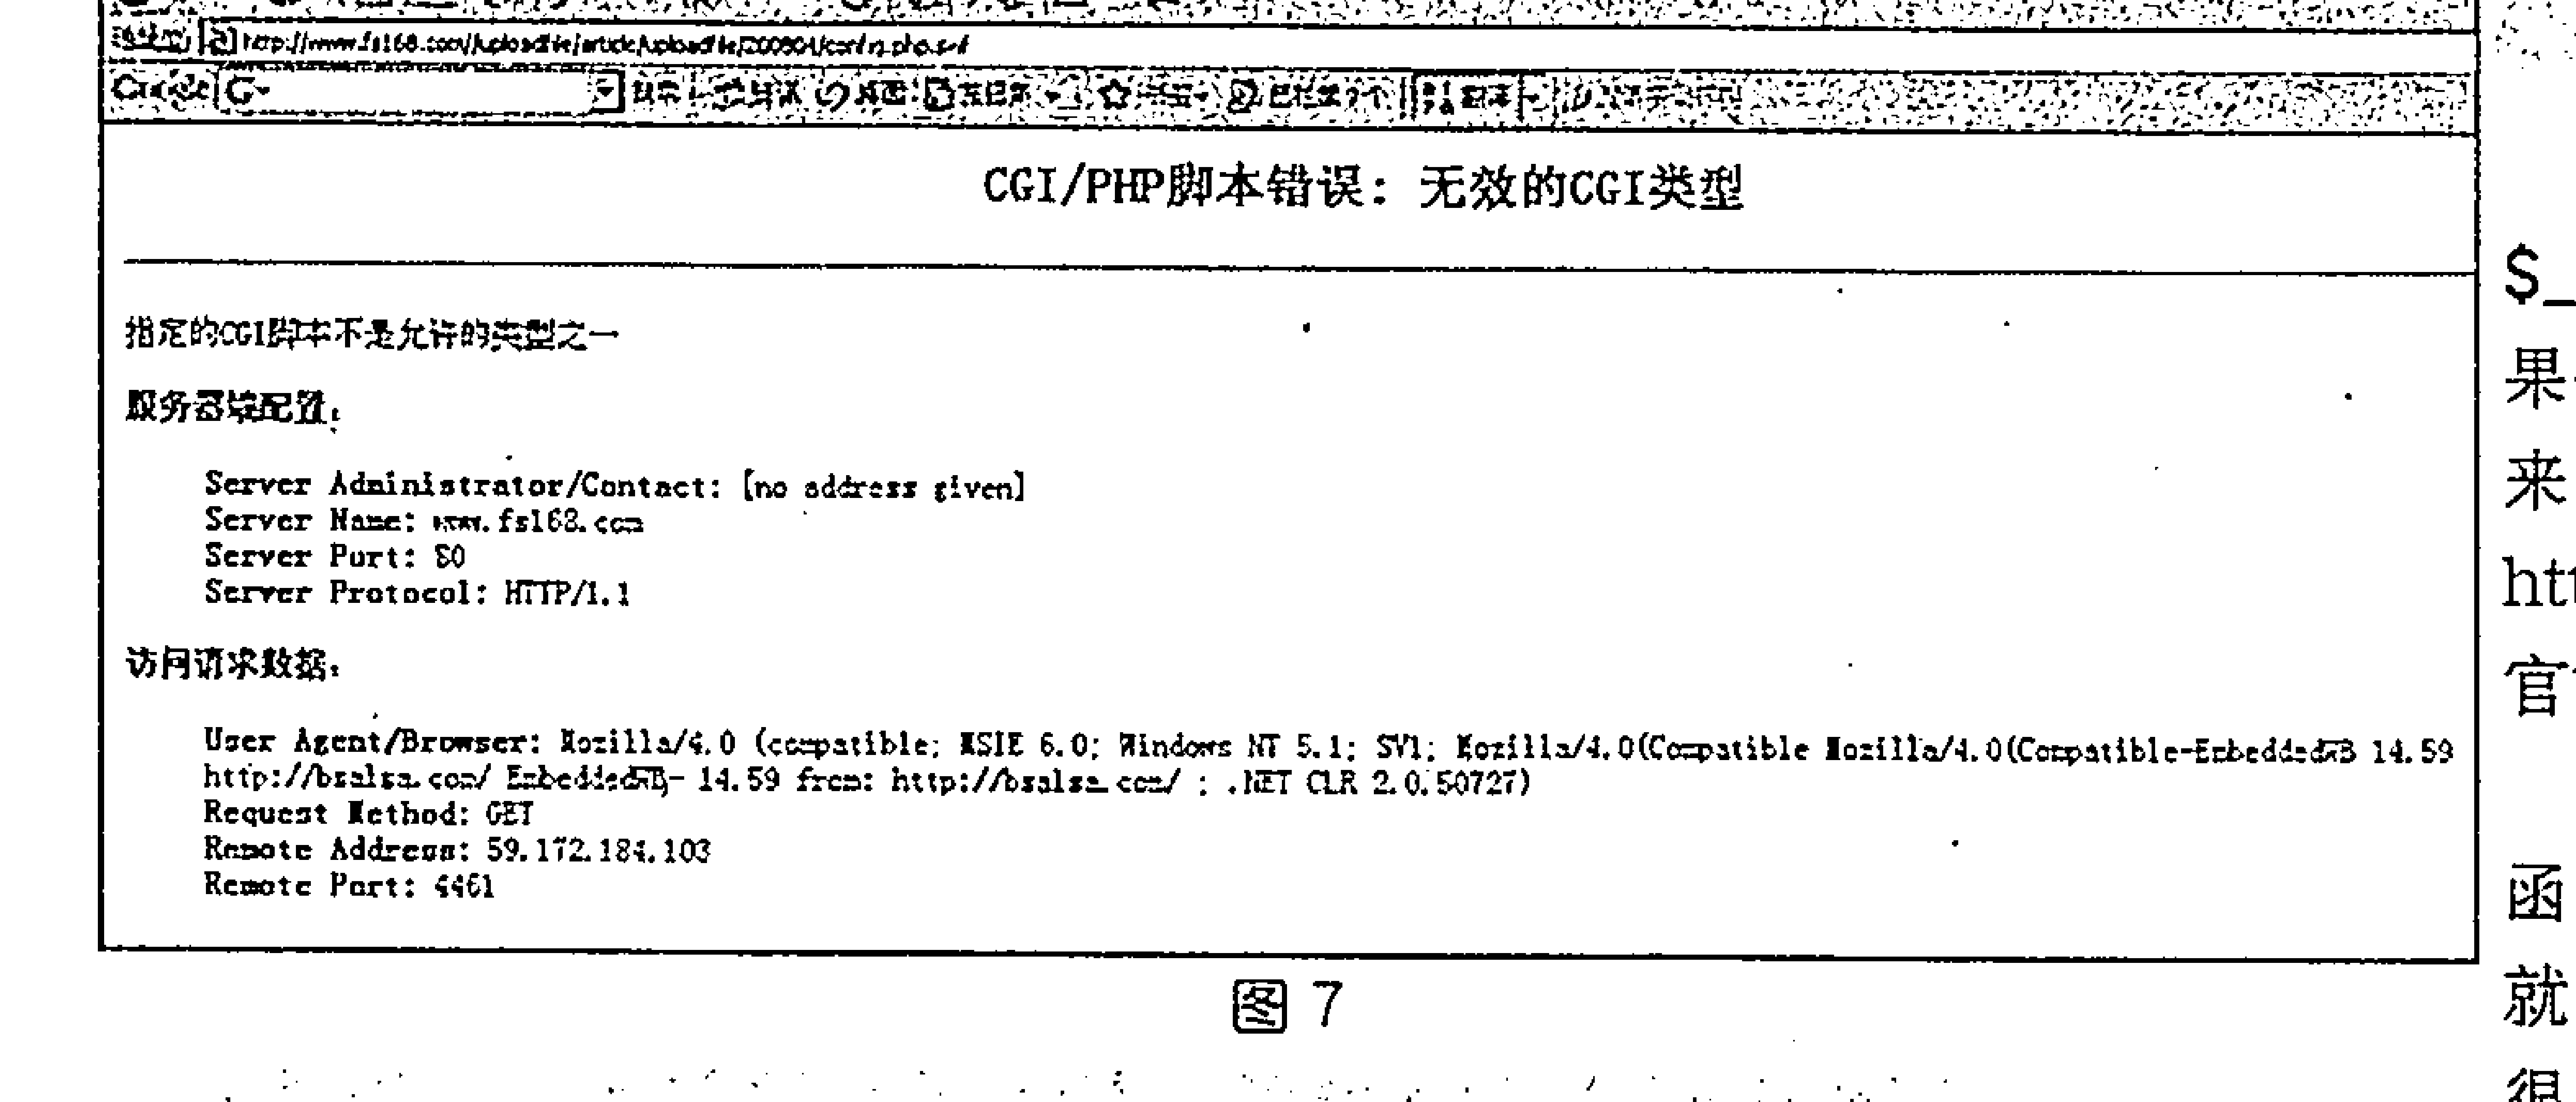 CGI/PHP脚本错误：无效的CGI类型
指定的CGI脚本不是允许的类型之一
服务器端配置：
Server Administrator/Contact: [no address given]
Server Name: www.fs168.com
Server Port: 80
Server Protocol: HTTP/1.1
访问请求数据：
User Agent/Browser: Mozilla/4.0 (compatible; MSIE 6.0; Windows NT 5.1; SV1; Mozilla/4.0(Compatible Mozilla/4.0(Compatible-EmbeddedWB 14.59
http://bsalsa.com/ EmbeddedWB- 14.59 from: http://bsalsa.com/ ; .NET CLR 2.0.50727)
Request Method: GET
Remote Address: 59.172.184.103
Remote Port: 4461
图 7
$_
果
来
htt
官
函
就
很